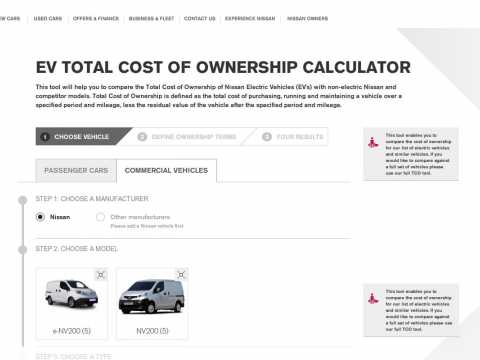 EW CARS | USED CARS | OFFERS & FINANCE | BUSINESS & FLEET | CONTACT US | EXPERIENCE NISSAN | NISSAN OWNERS
EV TOTAL COST OF OWNERSHIP CALCULATOR
This tool will help you to compare the Total Cost of Ownership of Nissan Electric Vehicles (EVs) with non-electric Nissan and
competitor models. Total Cost of Ownership is defined as the total cost of purchasing, running and maintaining a vehicle over a
specified period and mileage, less the residual value of the vehicle after the specified period and mileage.
1 CHOOSE VEHICLE
2 DEFINE OWNERSHIP TERMS
3 YOUR RESULTS
This tool enables you to
compare the cost of ownership
for our list of electric vehicles
and similar vehicles. If you
would like to compare against
a full set of vehicles please
use our full TCO tool.
PASSENGER CARS
COMMERCIAL VEHICLES
STEP 1: CHOOSE A MANUFACTURER
Nissan
Other manufacturers
Please add a Nissan vehicle first
STEP 2: CHOOSE A MODEL
e-NV200 (5)
NV200 (5)
This tool enables you to
compare the cost of ownership
for our list of electric vehicles
and similar vehicles. If you
would like to compare against
a full set of vehicles please
use our full TCO tool.
STEP 3: CHOOSE A TYPE